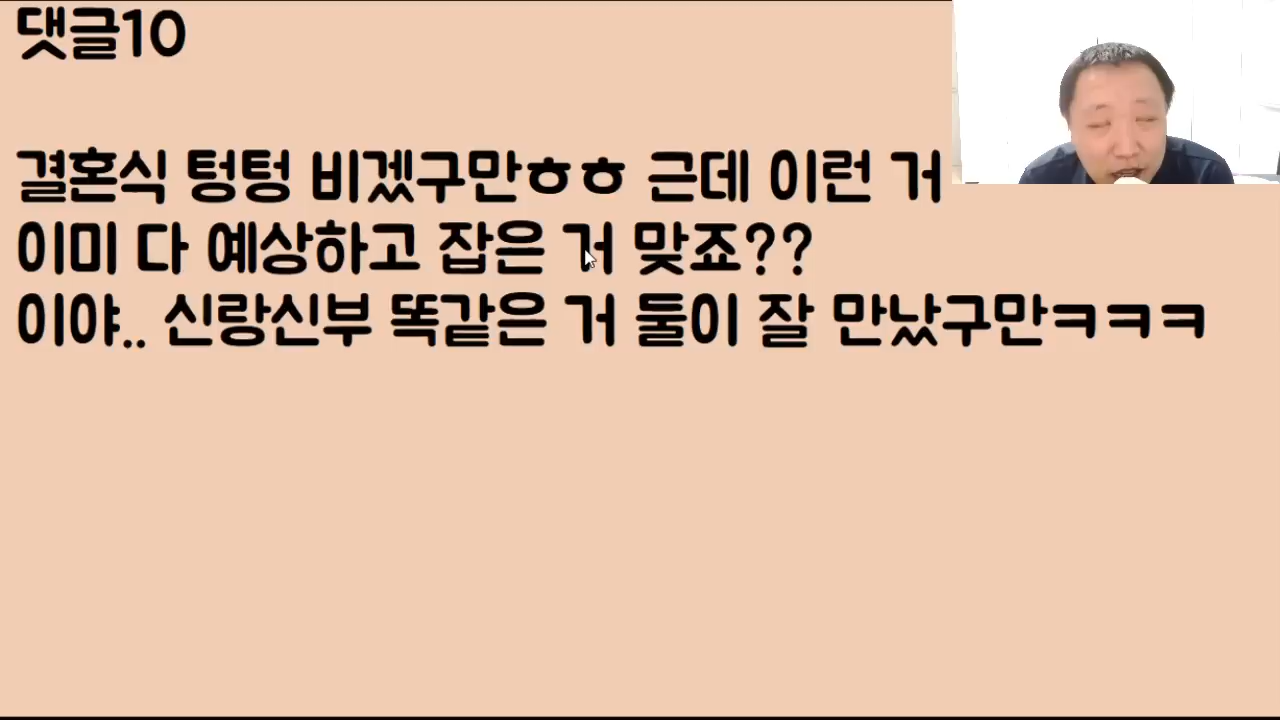 댓글10
결혼식 텅텅 비겠구만ㅎㅎ 근데 이런 거
이미 다 예상하고 잡은 거 맞죠??
이야.. 신랑신부 똑같은 거 둘이 잘 만났구만ㅋㅋㅋ